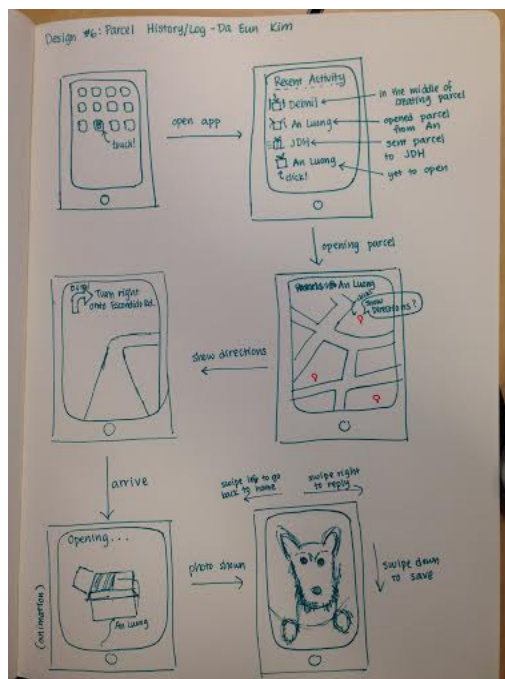 Design #6: Parcel History/Log - Da Eun Kim
touch!
open app
Recent Activity
Deimil
An Luong
JDH
An Luong
click!
in the middle of
creating parcel
opened parcel
from An
sent parcel
to JDH
yet to open
opening parcel
An Luong
show
Directions?
show directions
Turn right
onto Escondido Rd.
arrive
Opening...
An Luong
(animation)
photo shown
swipe left to go
back to home
swipe right
to reply
swipe down
to save